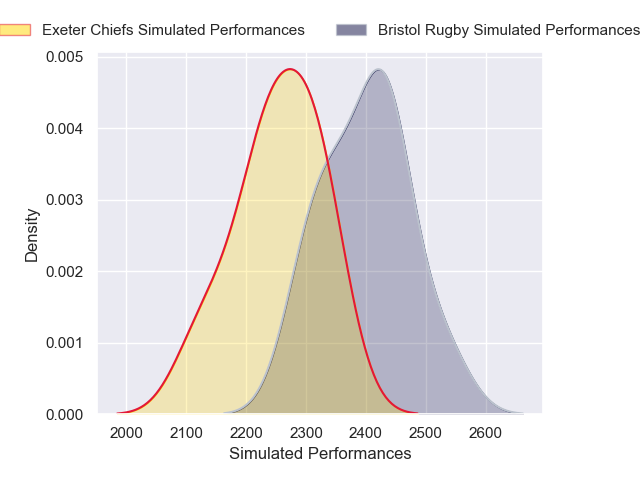 Exeter Chiefs Simulated Performances Bristol Rugby Simulated Performances
0.005
0.004
0.003
0.002
0.001
0.000
Density
2000 2100 2200 2300 2400 2500 2600
Simulated Performances